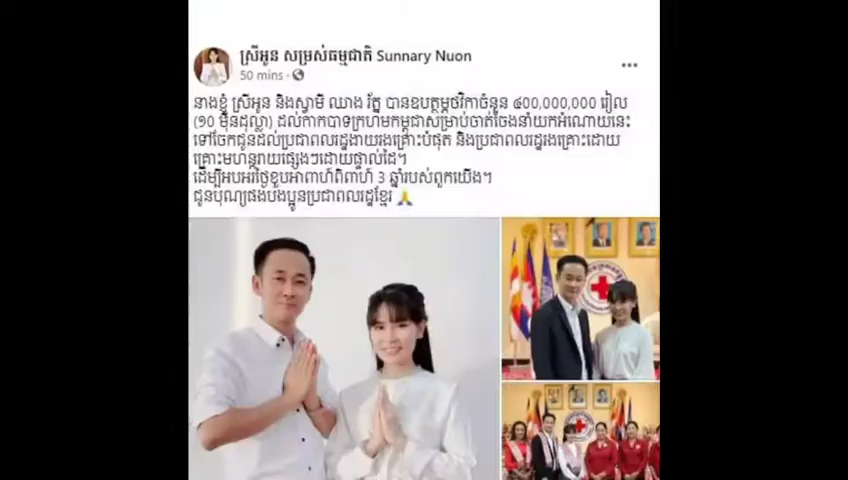 ស្រីអូន សម្រស់ធម្មជាតិ Sunnary Nuon
50 mins
នាងខ្ញុំ ស្រីអូន និងស្វាមី ឈាង រ័ត្ន បានឧបត្ថម្ភថវិកាចំនួន ៤០០,០០០,០០០ រៀល
(១០ ម៉ឺនដុល្លា) ដល់កាកបាទក្រហមកម្ពុជាសម្រាប់ចាត់ចែងនាំយកអំណោយនេះ
ទៅចែកជូនដល់ប្រជាពលរដ្ឋងាយរងគ្រោះបំផុត និងប្រជាពលរដ្ឋរងគ្រោះដោយ
គ្រោះមហន្តរាយផ្សេងៗដោយផ្ទាល់ដៃ។
ដើម្បីអបអរថ្ងៃខួបអាពាហ៍ពិពាហ៍ 3 ឆ្នាំរបស់ពួកយើង។
ជូនបុណ្យផងបងប្អូនប្រជាពលរដ្ឋខ្មែរ 🙏